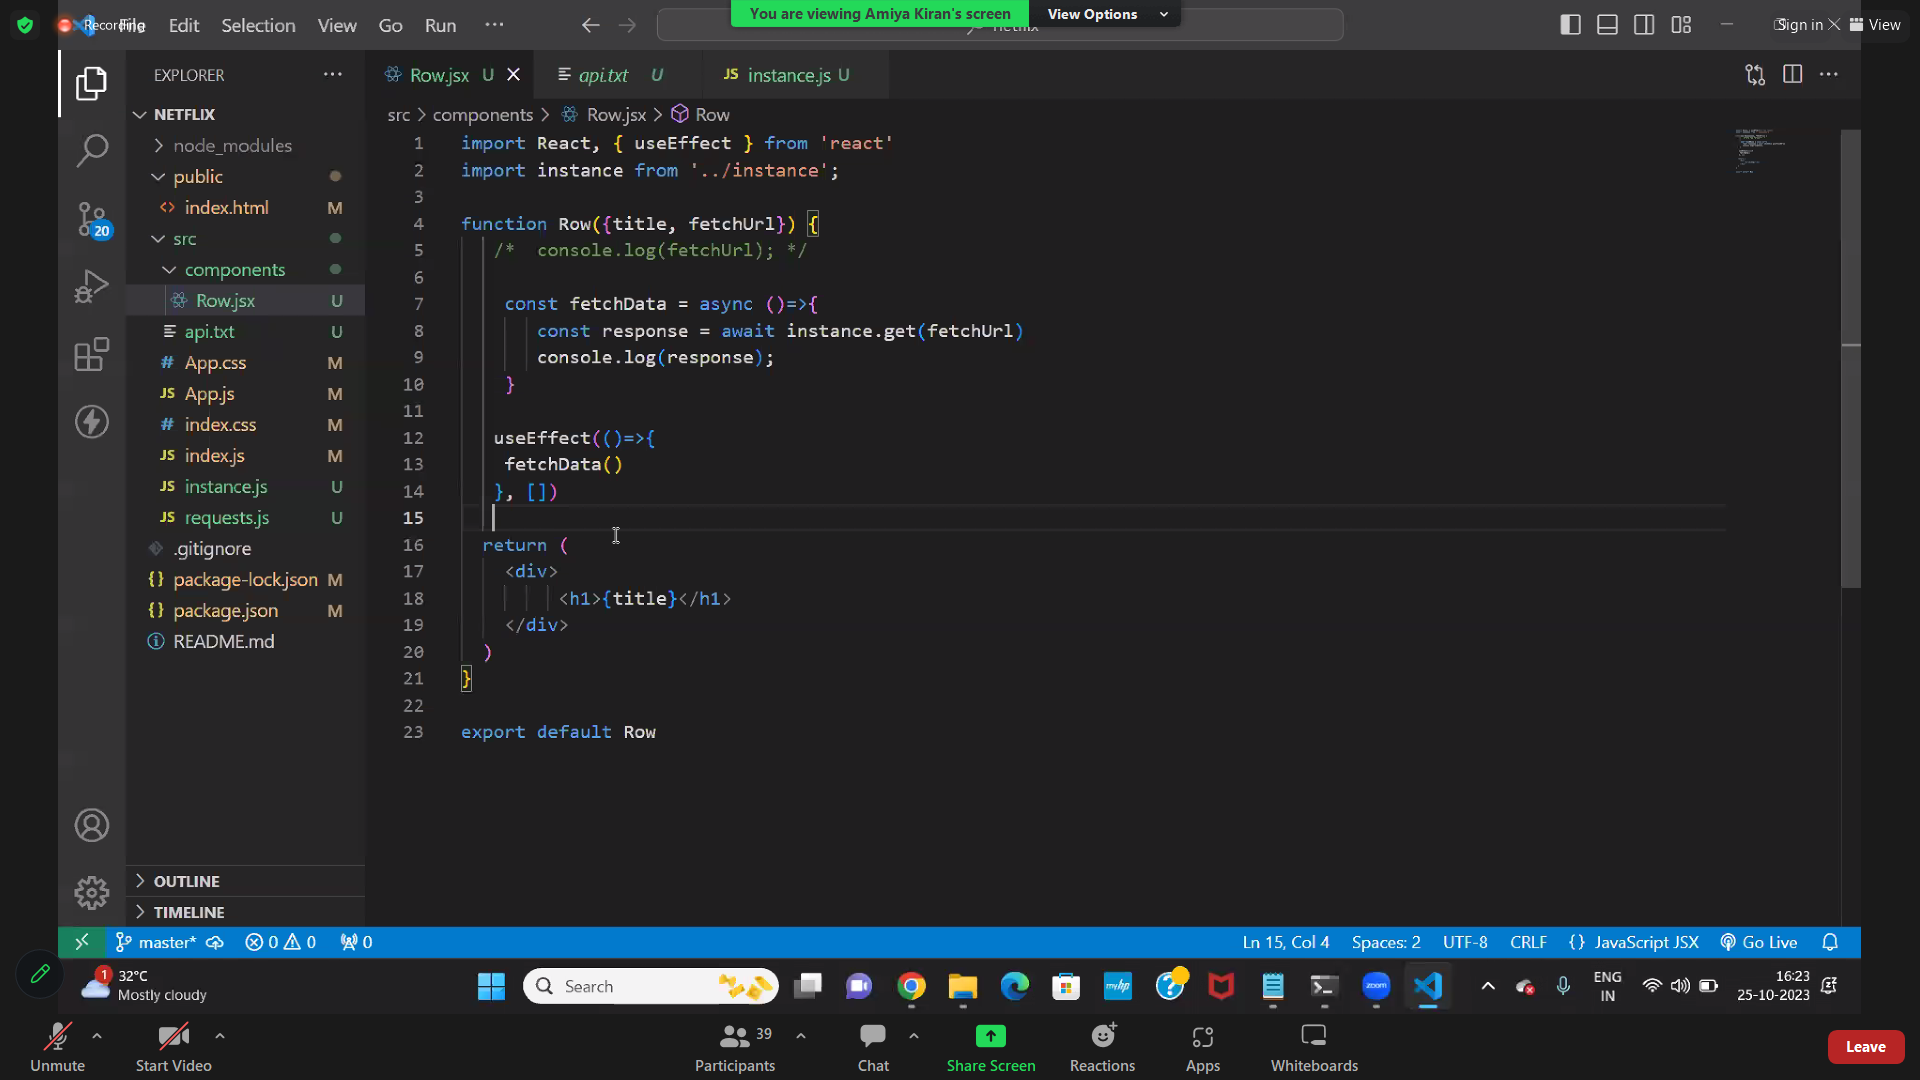 You are viewing Amiya Kiran's screen
View Options
Recording
File Edit Selection View Go Run
Sign in
View
EXPLORER
NETFLIX
node_modules
public
index.html M
src
components
Row.jsx U
api.txt U
App.css M
App.js M
index.css M
index.js M
instance.js U
requests.js U
.gitignore
package-lock.json M
package.json M
README.md
OUTLINE
TIMELINE
20
Row.jsx U
api.txt U
JS instance.js U
src > components > Row.jsx > Row
1 import React, { useEffect } from 'react'
2 import instance from '../instance';
3
4 function Row({title, fetchUrl}) {
5 /*  console.log(fetchUrl); */
6
7 const fetchData = async ()=>{
8 const response = await instance.get(fetchUrl)
9 console.log(response);
10 }
11
12 useEffect(()=>{
13 fetchData()
14 }, [])
15
16 return (
17 <div>
18 <h1>{title}</h1>
19 </div>
20 )
21 }
22
23 export default Row
master* 0 0 0
Ln 15, Col 4 Spaces: 2 UTF-8 CRLF {} JavaScript JSX Go Live
1
32°C
Mostly cloudy
Search
myhp
zoom
ENG
IN
16:23
25-10-2023
Unmute
Start Video
Participants 39
Chat
Share Screen
Reactions
Apps
Whiteboards
Leave